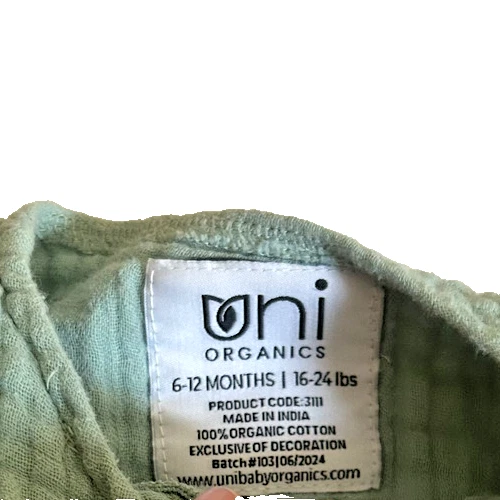 uni
ORGANICS
6-12 MONTHS | 16-24 lbs
PRODUCT CODE:3111
MADE IN INDIA
100% ORGANIC COTTON
EXCLUSIVE OF DECORATION
Batch#103|06/2024
www.unibabyorganics.com